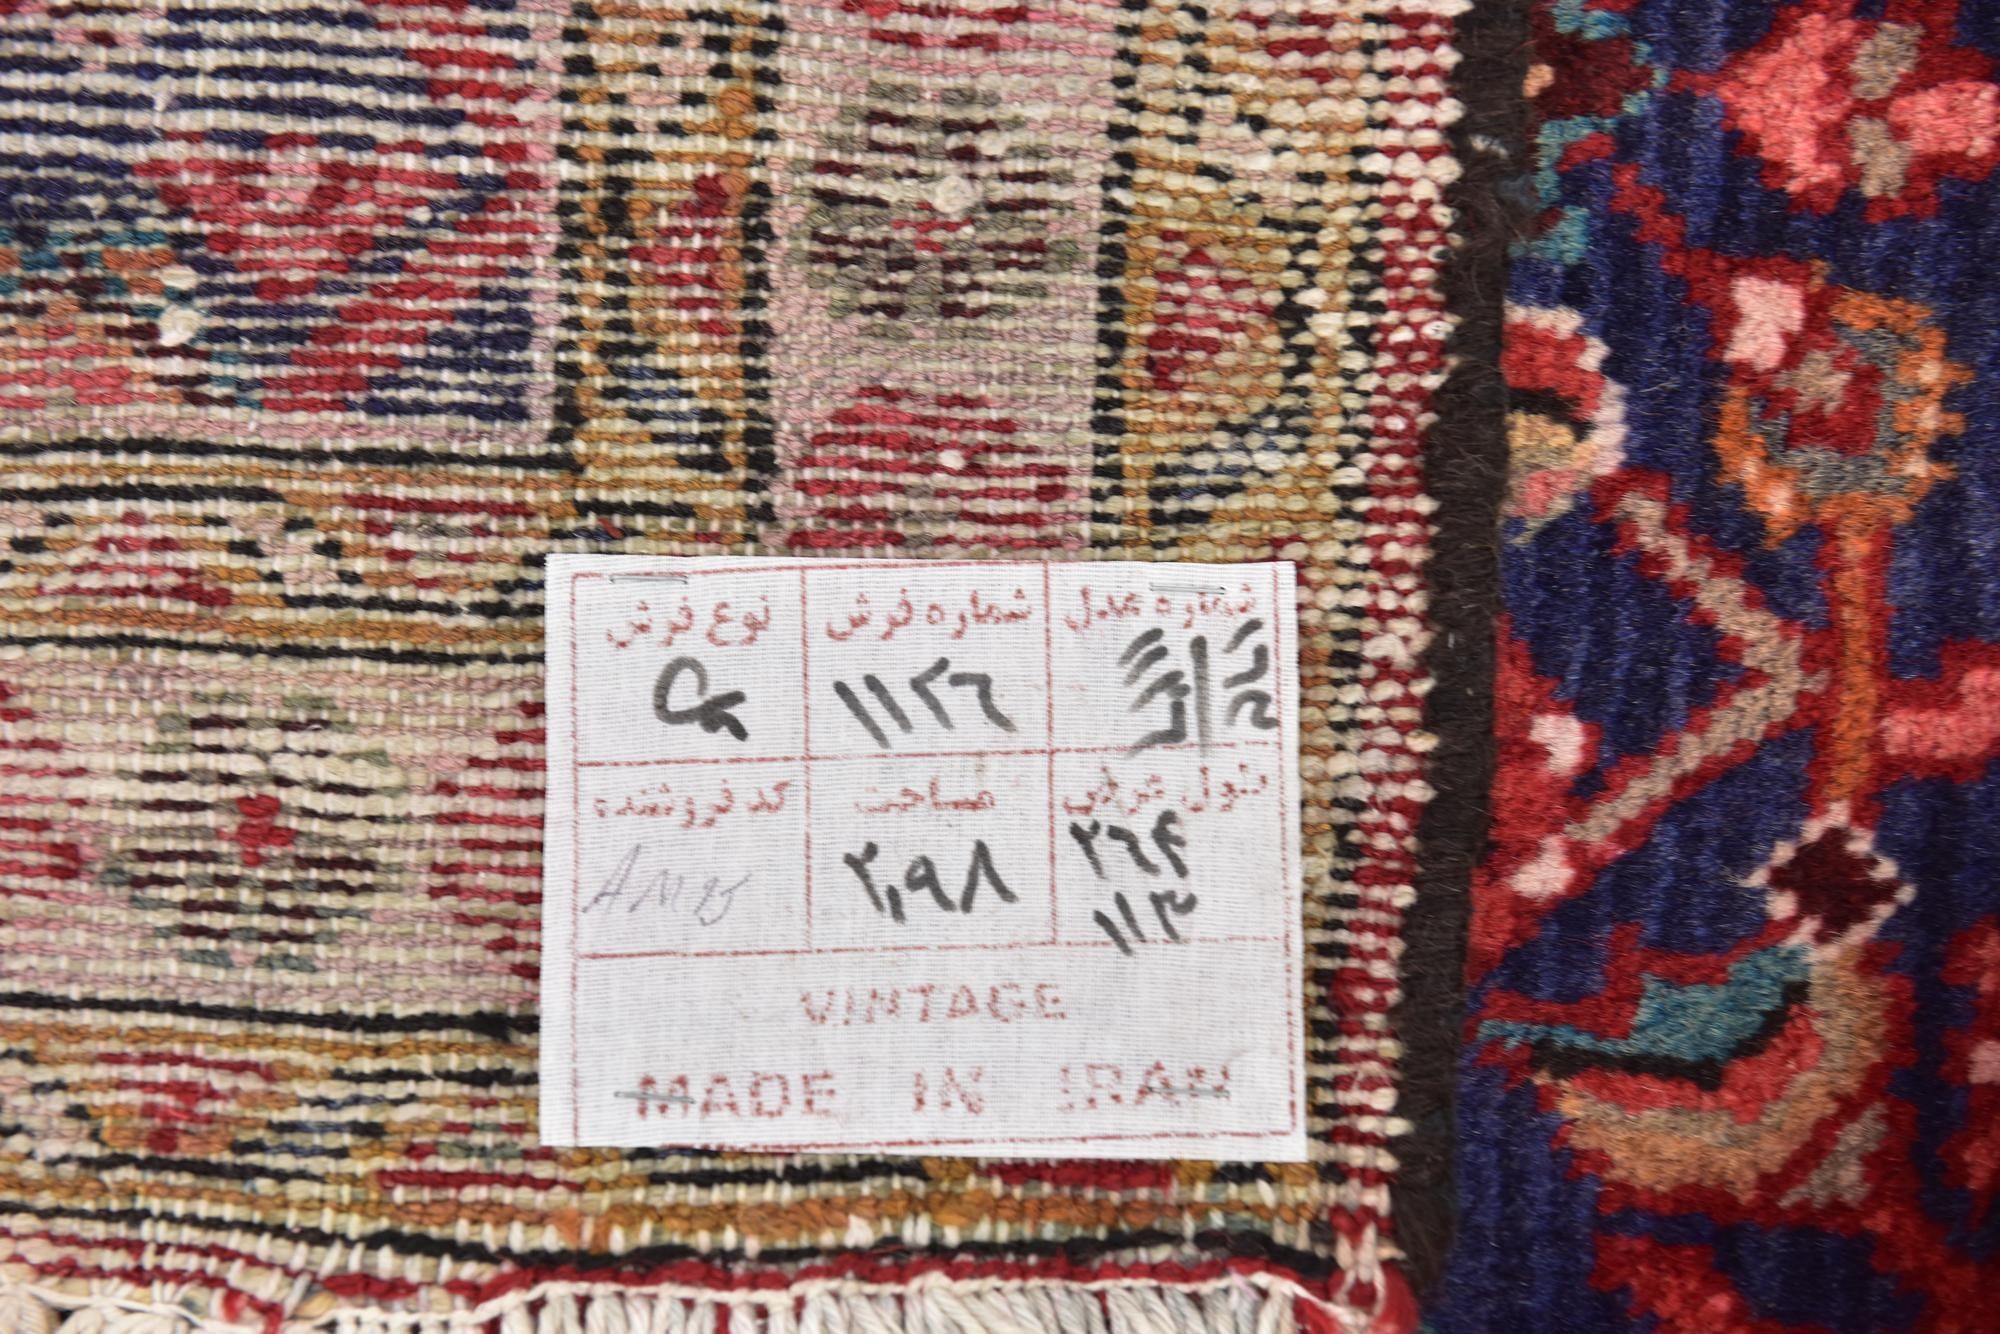 شماره عدل
شماره فرش
نوع فرش
۱۱۲۶
طول عرض
مساحت
کد فروشنده
۲۶۴
۱۱۳
۲,۹۸
VINTAGE
MADE IN IRAN